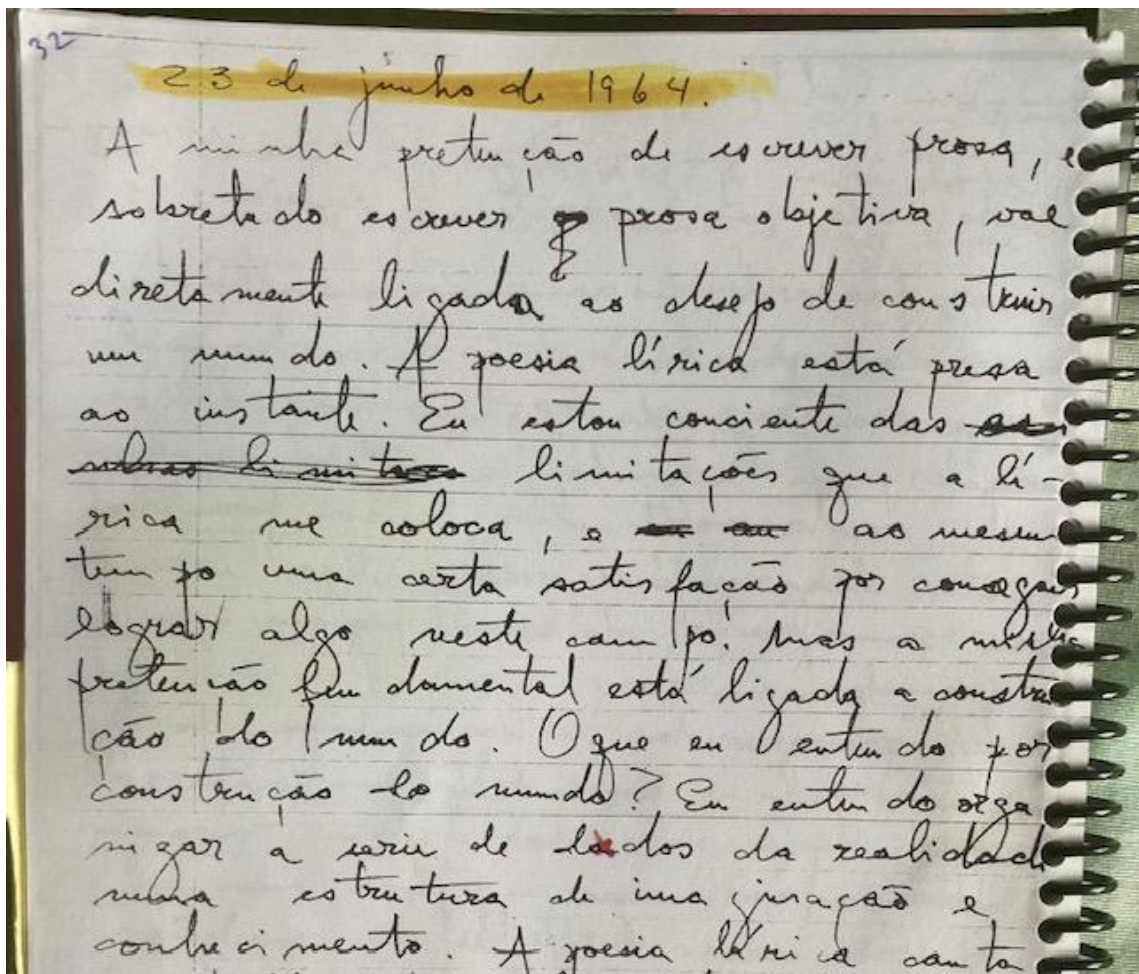 32
23 de junho de 1964.
A minha pretenção de escrever prosa, e
sobretudo escrever prosa objetiva, vae
diretamente ligada ao desejo de construir
um mundo. A poesia lírica está presa
ao instante. Eu estou conciente das
limitações que a lí-
rica me coloca, e ao mesmo
tempo uma certa satisfação por conseguir
lograr algo neste campo. Mas a minha
pretenção fundamental está ligada a constru
ção do mundo. O que eu entendo por
construção do mundo? Eu entendo orga
nizar a serie de dados da realidade
numa estrutura de imaginação e
conhecimento. A poesia lírica canta